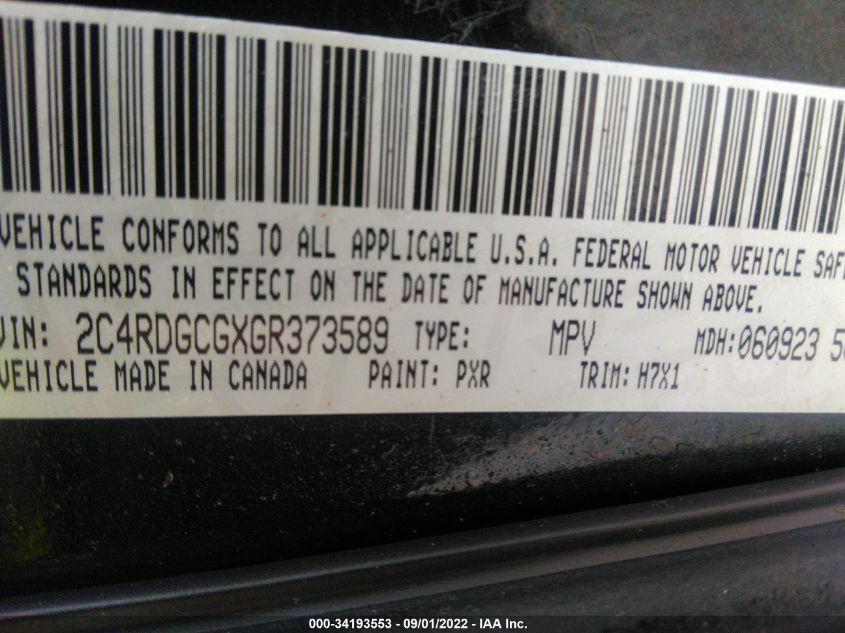 VEHICLE CONFORMS TO ALL APPLICABLE U.S.A. FEDERAL MOTOR VEHICLE
STANDARDS IN EFFECT ON THE DATE OF MANUFACTURE SHOWN ABOVE.
VIN: 2C4RDGCGXGR373589 TYPE: MPV MDH:060923
VEHICLE MADE IN CANADA PAINT: PXR TRIM: H7X1
000-34193553 - 09/01/2022 - IAA Inc.